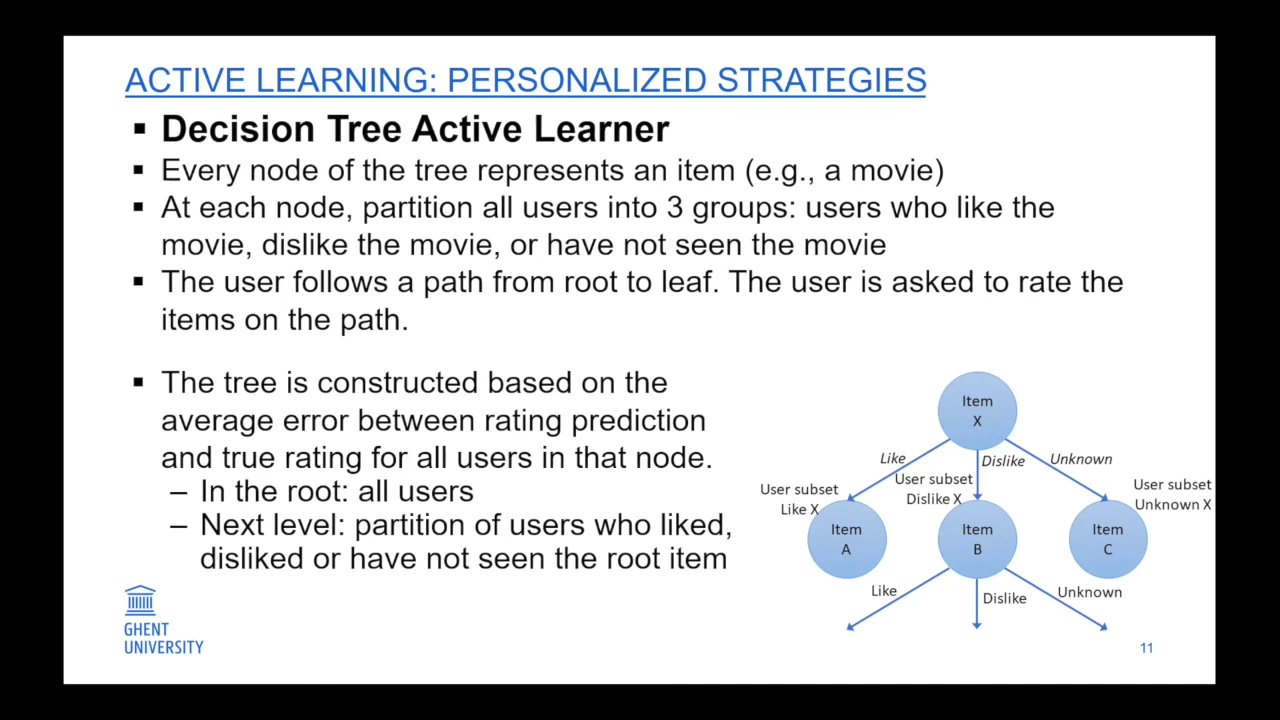 ACTIVE LEARNING: PERSONALIZED STRATEGIES
▪ Decision Tree Active Learner
▪ Every node of the tree represents an item (e.g., a movie)
▪ At each node, partition all users into 3 groups: users who like the
movie, dislike the movie, or have not seen the movie
▪ The user follows a path from root to leaf. The user is asked to rate the
items on the path.
▪ The tree is constructed based on the
average error between rating prediction
and true rating for all users in that node.
– In the root: all users
– Next level: partition of users who liked,
disliked or have not seen the root item
Item
X
Like
Dislike
Unknown
User subset
Like X
User subset
Dislike X
User subset
Unknown X
Item
A
Item
B
Item
C
Like
Dislike
Unknown
GHENT
UNIVERSITY
11